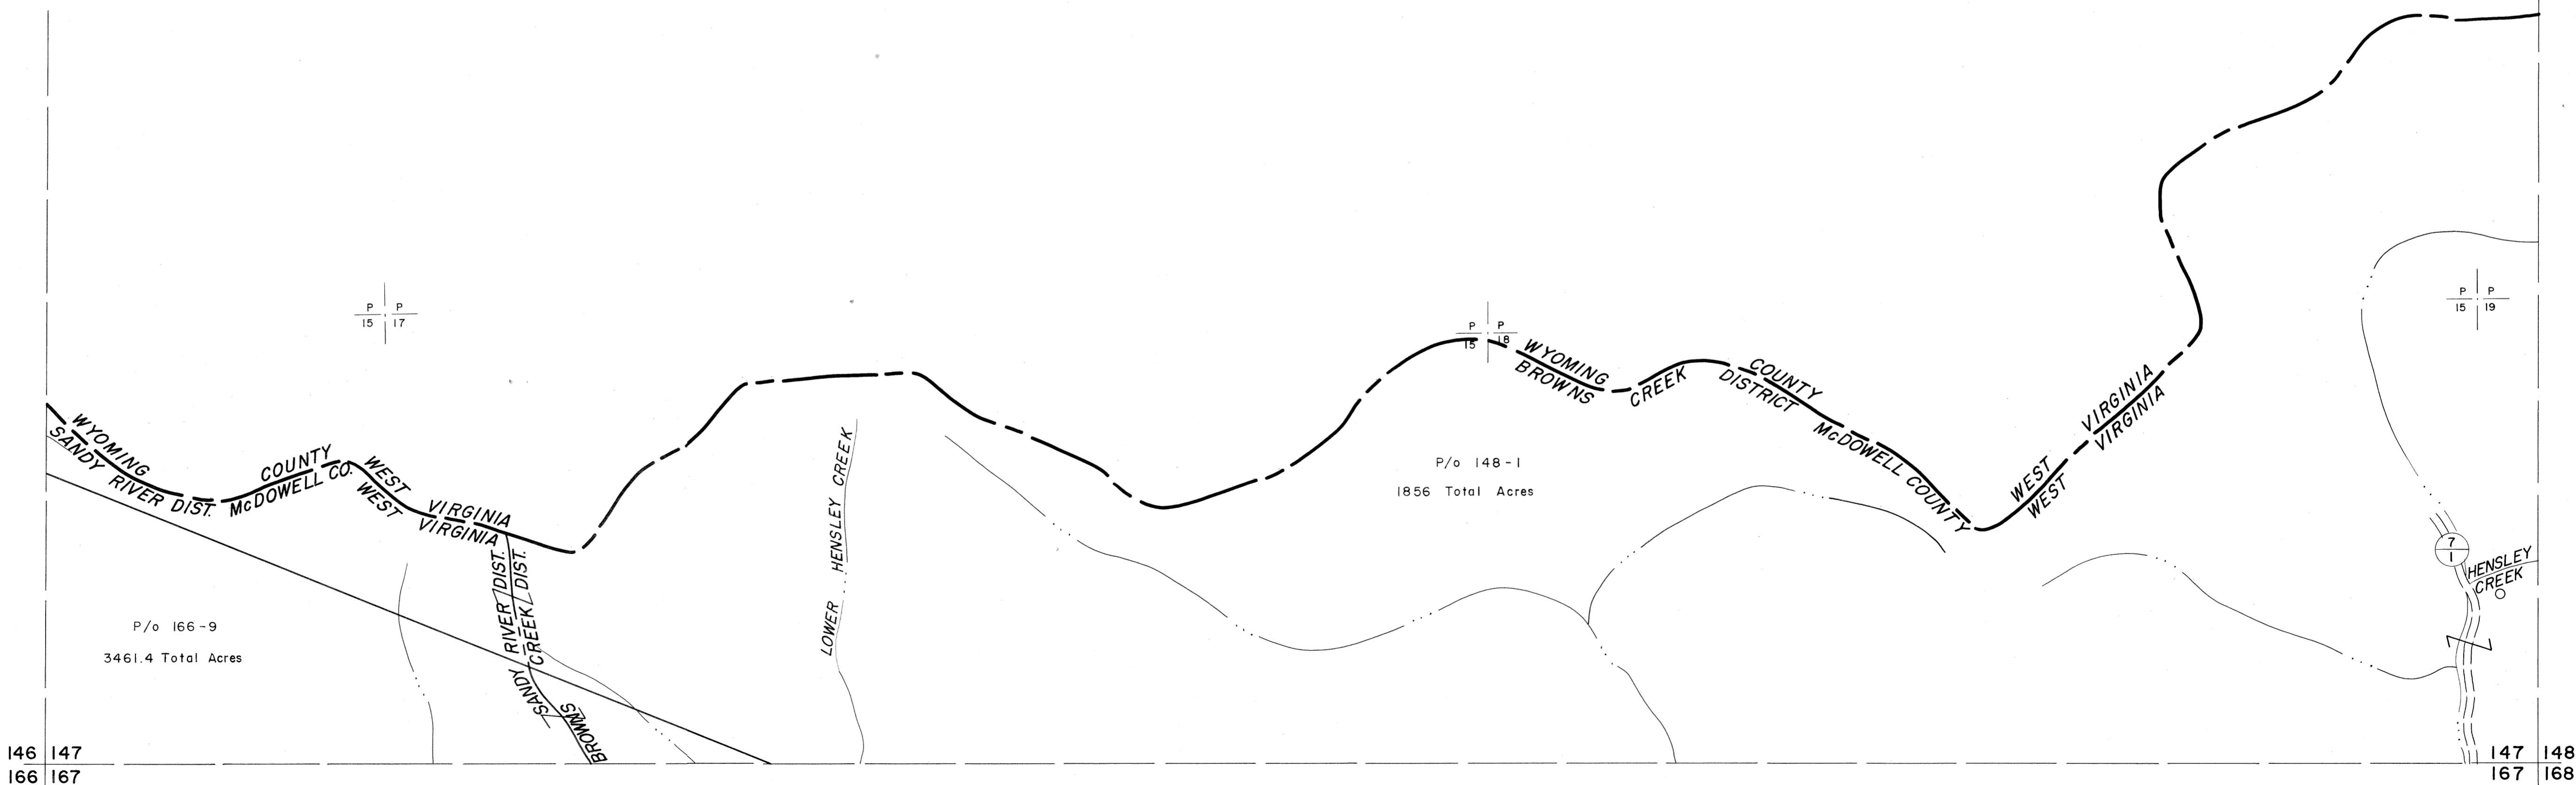 P P
15 17
P P
15 18
P P
15 19
WYOMING COUNTY WEST VIRGINIA
SANDY RIVER DIST. McDOWELL CO. WEST VIRGINIA
WYOMING COUNTY WEST VIRGINIA
BROWNS CREEK DISTRICT McDOWELL COUNTY WEST VIRGINIA
LOWER HENSLEY CREEK
P/o 148-1
1856 Total Acres
SANDY RIVER DIST.
BROWNS CREEK DIST.
7
1
HENSLEY
CREEK
P/o 166-9
3461.4 Total Acres
146 147
166 167
147 148
167 168